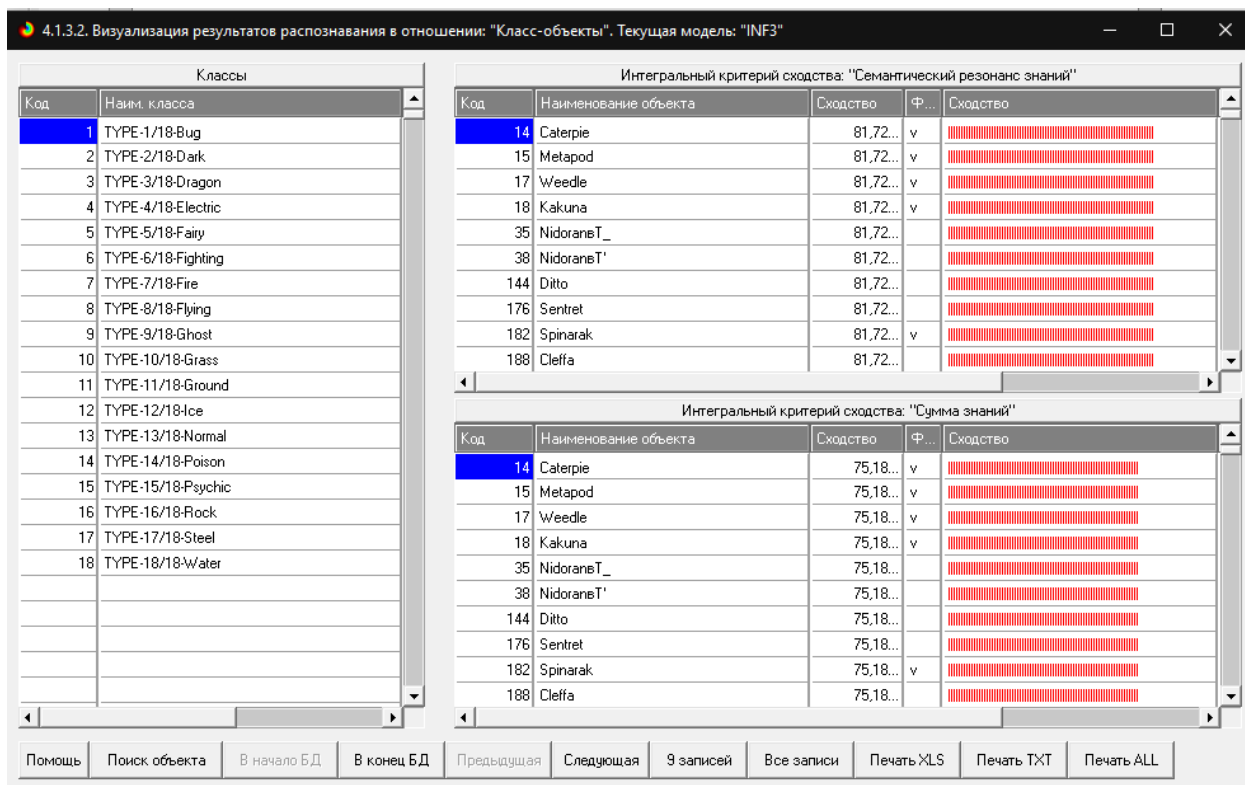 4.1.3.2. Визуализация результатов распознавания в отношении: "Класс-объекты". Текущая модель: "INF3"
Классы
Код Наим. класса
1 TYPE-1/18-Bug
2 TYPE-2/18-Dark
3 TYPE-3/18-Dragon
4 TYPE-4/18-Electric
5 TYPE-5/18-Fairy
6 TYPE-6/18-Fighting
7 TYPE-7/18-Fire
8 TYPE-8/18-Flying
9 TYPE-9/18-Ghost
10 TYPE-10/18-Grass
11 TYPE-11/18-Ground
12 TYPE-12/18-Ice
13 TYPE-13/18-Normal
14 TYPE-14/18-Poison
15 TYPE-15/18-Psychic
16 TYPE-16/18-Rock
17 TYPE-17/18-Steel
18 TYPE-18/18-Water
Интегральный критерий сходства: "Семантический резонанс знаний"
Код Наименование объекта Сходство Ф... Сходство
14 Caterpie 81,72... v
15 Metapod 81,72... v
17 Weedle 81,72... v
18 Kakuna 81,72... v
35 NidoranвТ_ 81,72...
38 NidoranвТ' 81,72...
144 Ditto 81,72...
176 Sentret 81,72...
182 Spinarak 81,72... v
188 Cleffa 81,72...
Интегральный критерий сходства: "Сумма знаний"
Код Наименование объекта Сходство Ф... Сходство
14 Caterpie 75,18... v
15 Metapod 75,18... v
17 Weedle 75,18... v
18 Kakuna 75,18... v
35 NidoranвТ_ 75,18...
38 NidoranвТ' 75,18...
144 Ditto 75,18...
176 Sentret 75,18...
182 Spinarak 75,18... v
188 Cleffa 75,18...
Помощь Поиск объекта В начало БД В конец БД Предыдущая Следующая 9 записей Все записи Печать XLS Печать TXT Печать ALL